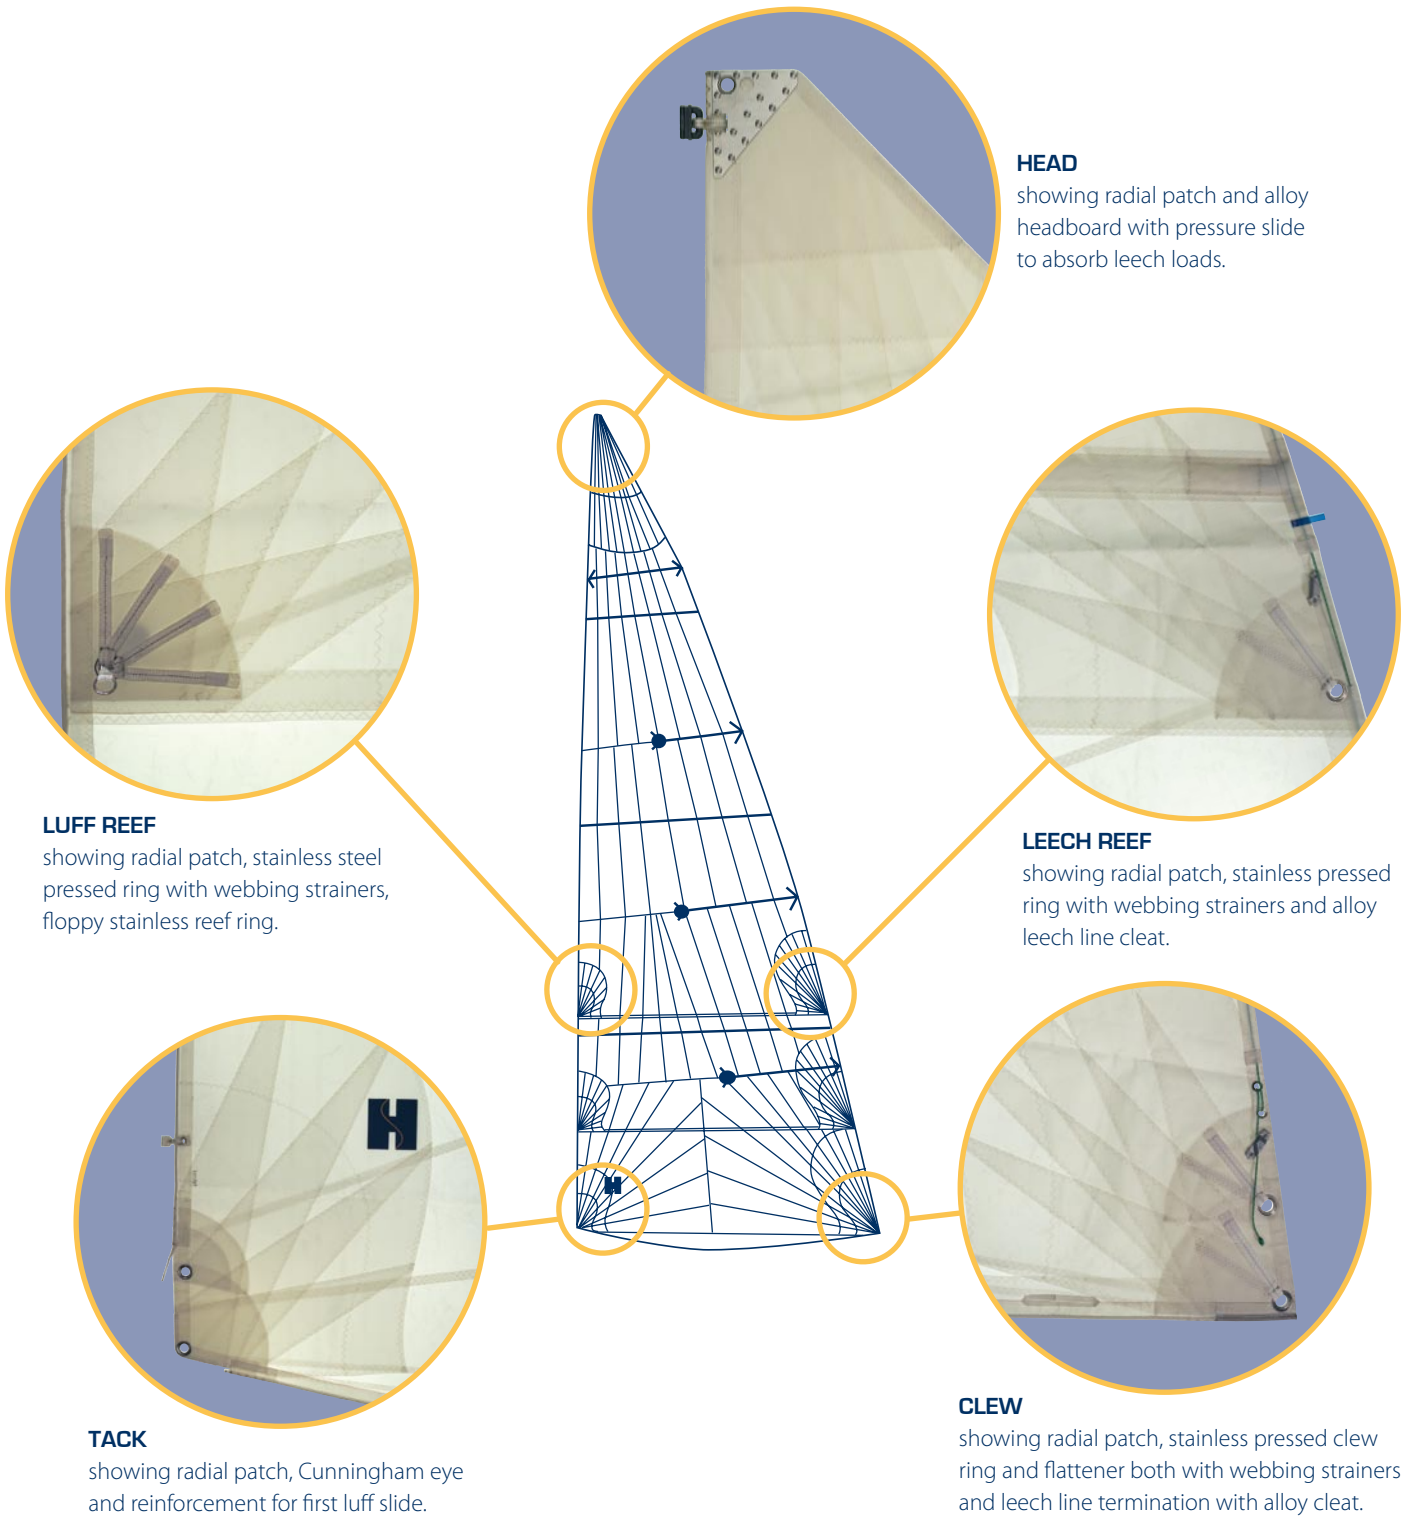 HEAD
showing radial patch and alloy
headboard with pressure slide
to absorb leech loads.
LUFF REEF
showing radial patch, stainless steel
pressed ring with webbing strainers,
floppy stainless reef ring.
LEECH REEF
showing radial patch, stainless pressed
ring with webbing strainers and alloy
leech line cleat.
TACK
showing radial patch, Cunningham eye
and reinforcement for first luff slide.
CLEW
showing radial patch, stainless pressed clew
ring and flattener both with webbing strainers
and leech line termination with alloy cleat.
H
H